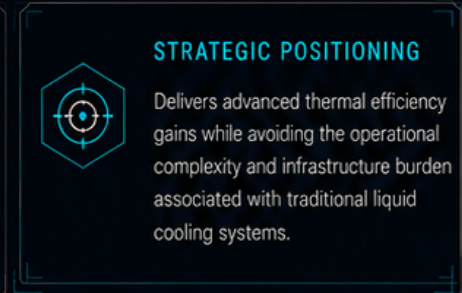 STRATEGIC POSITIONING
Delivers advanced thermal efficiency
gains while avoiding the operational
complexity and infrastructure burden
associated with traditional liquid
cooling systems.